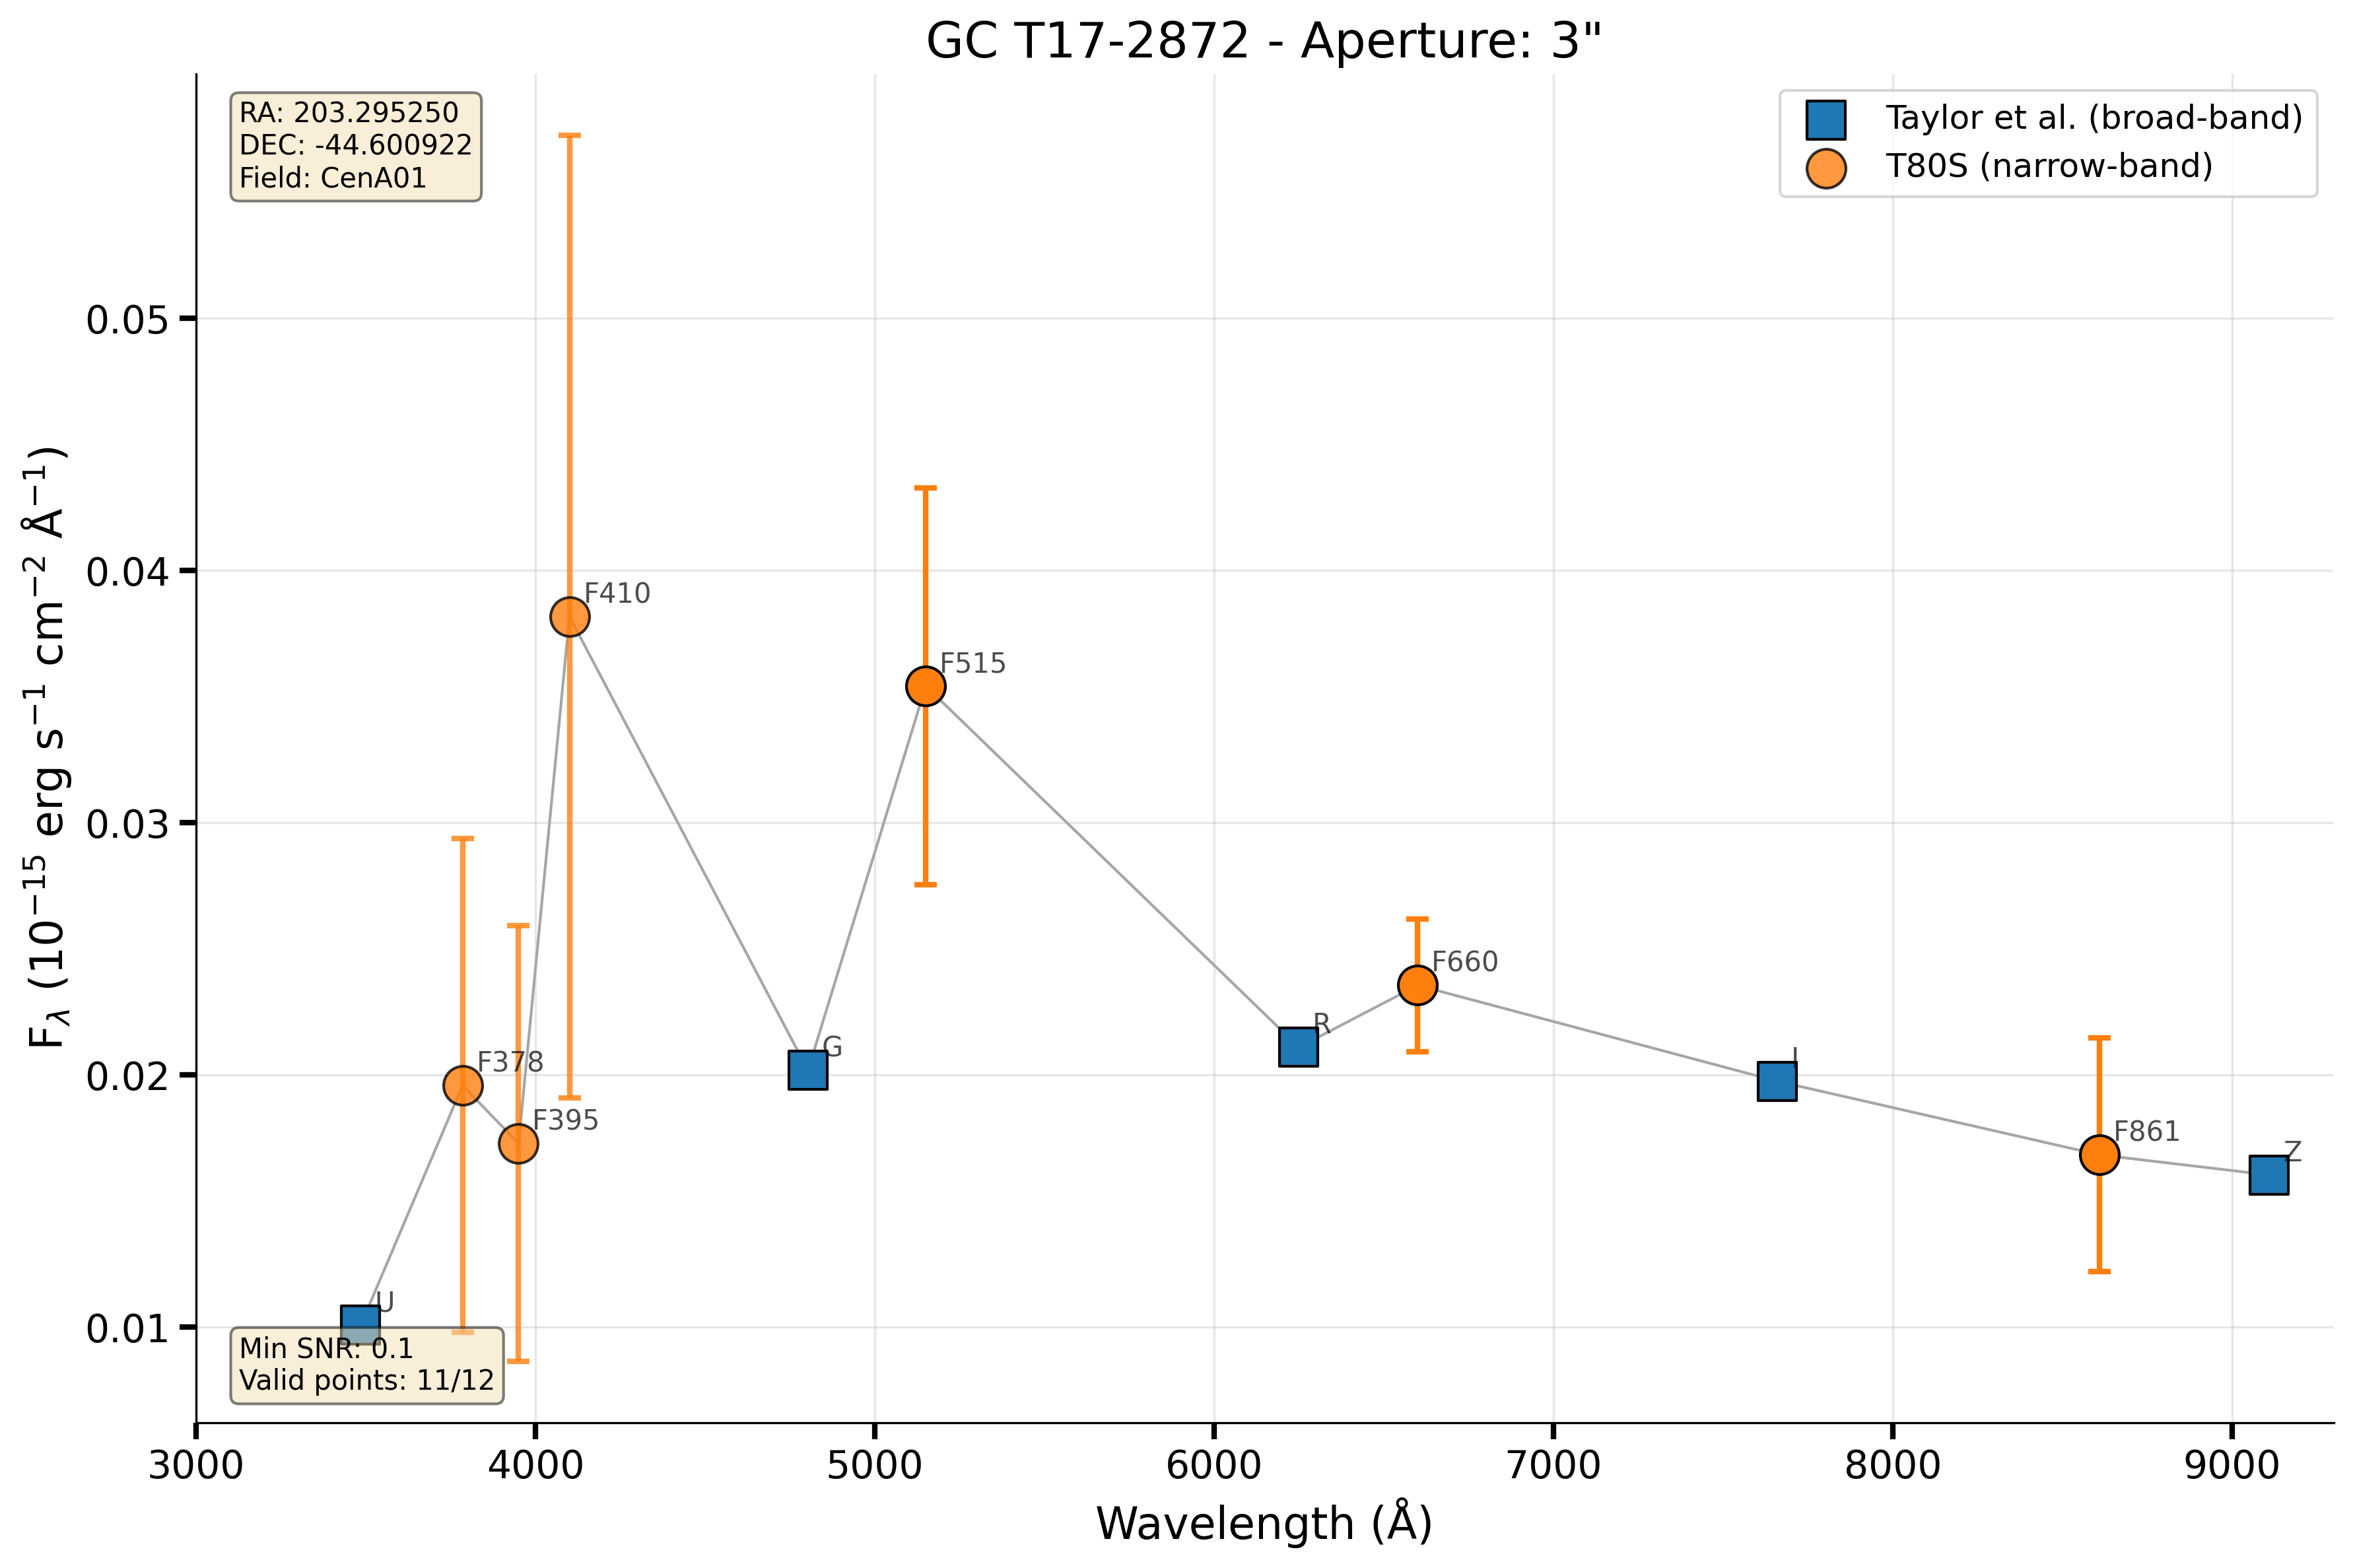 GC T17-2872 - Aperture: 3"
RA: 203.295250
DEC: -44.600922
Field: CenA01
Taylor et al. (broad-band)
T80S (narrow-band)
F_λ (10⁻¹⁵ erg s⁻¹ cm⁻² Å⁻¹)
0.05
0.04
0.03
0.02
0.01
F410
F515
F660
R
G
I
F378
F395
F861
Z
U
Min SNR: 0.1
Valid points: 11/12
3000 4000 5000 6000 7000 8000 9000
Wavelength (Å)